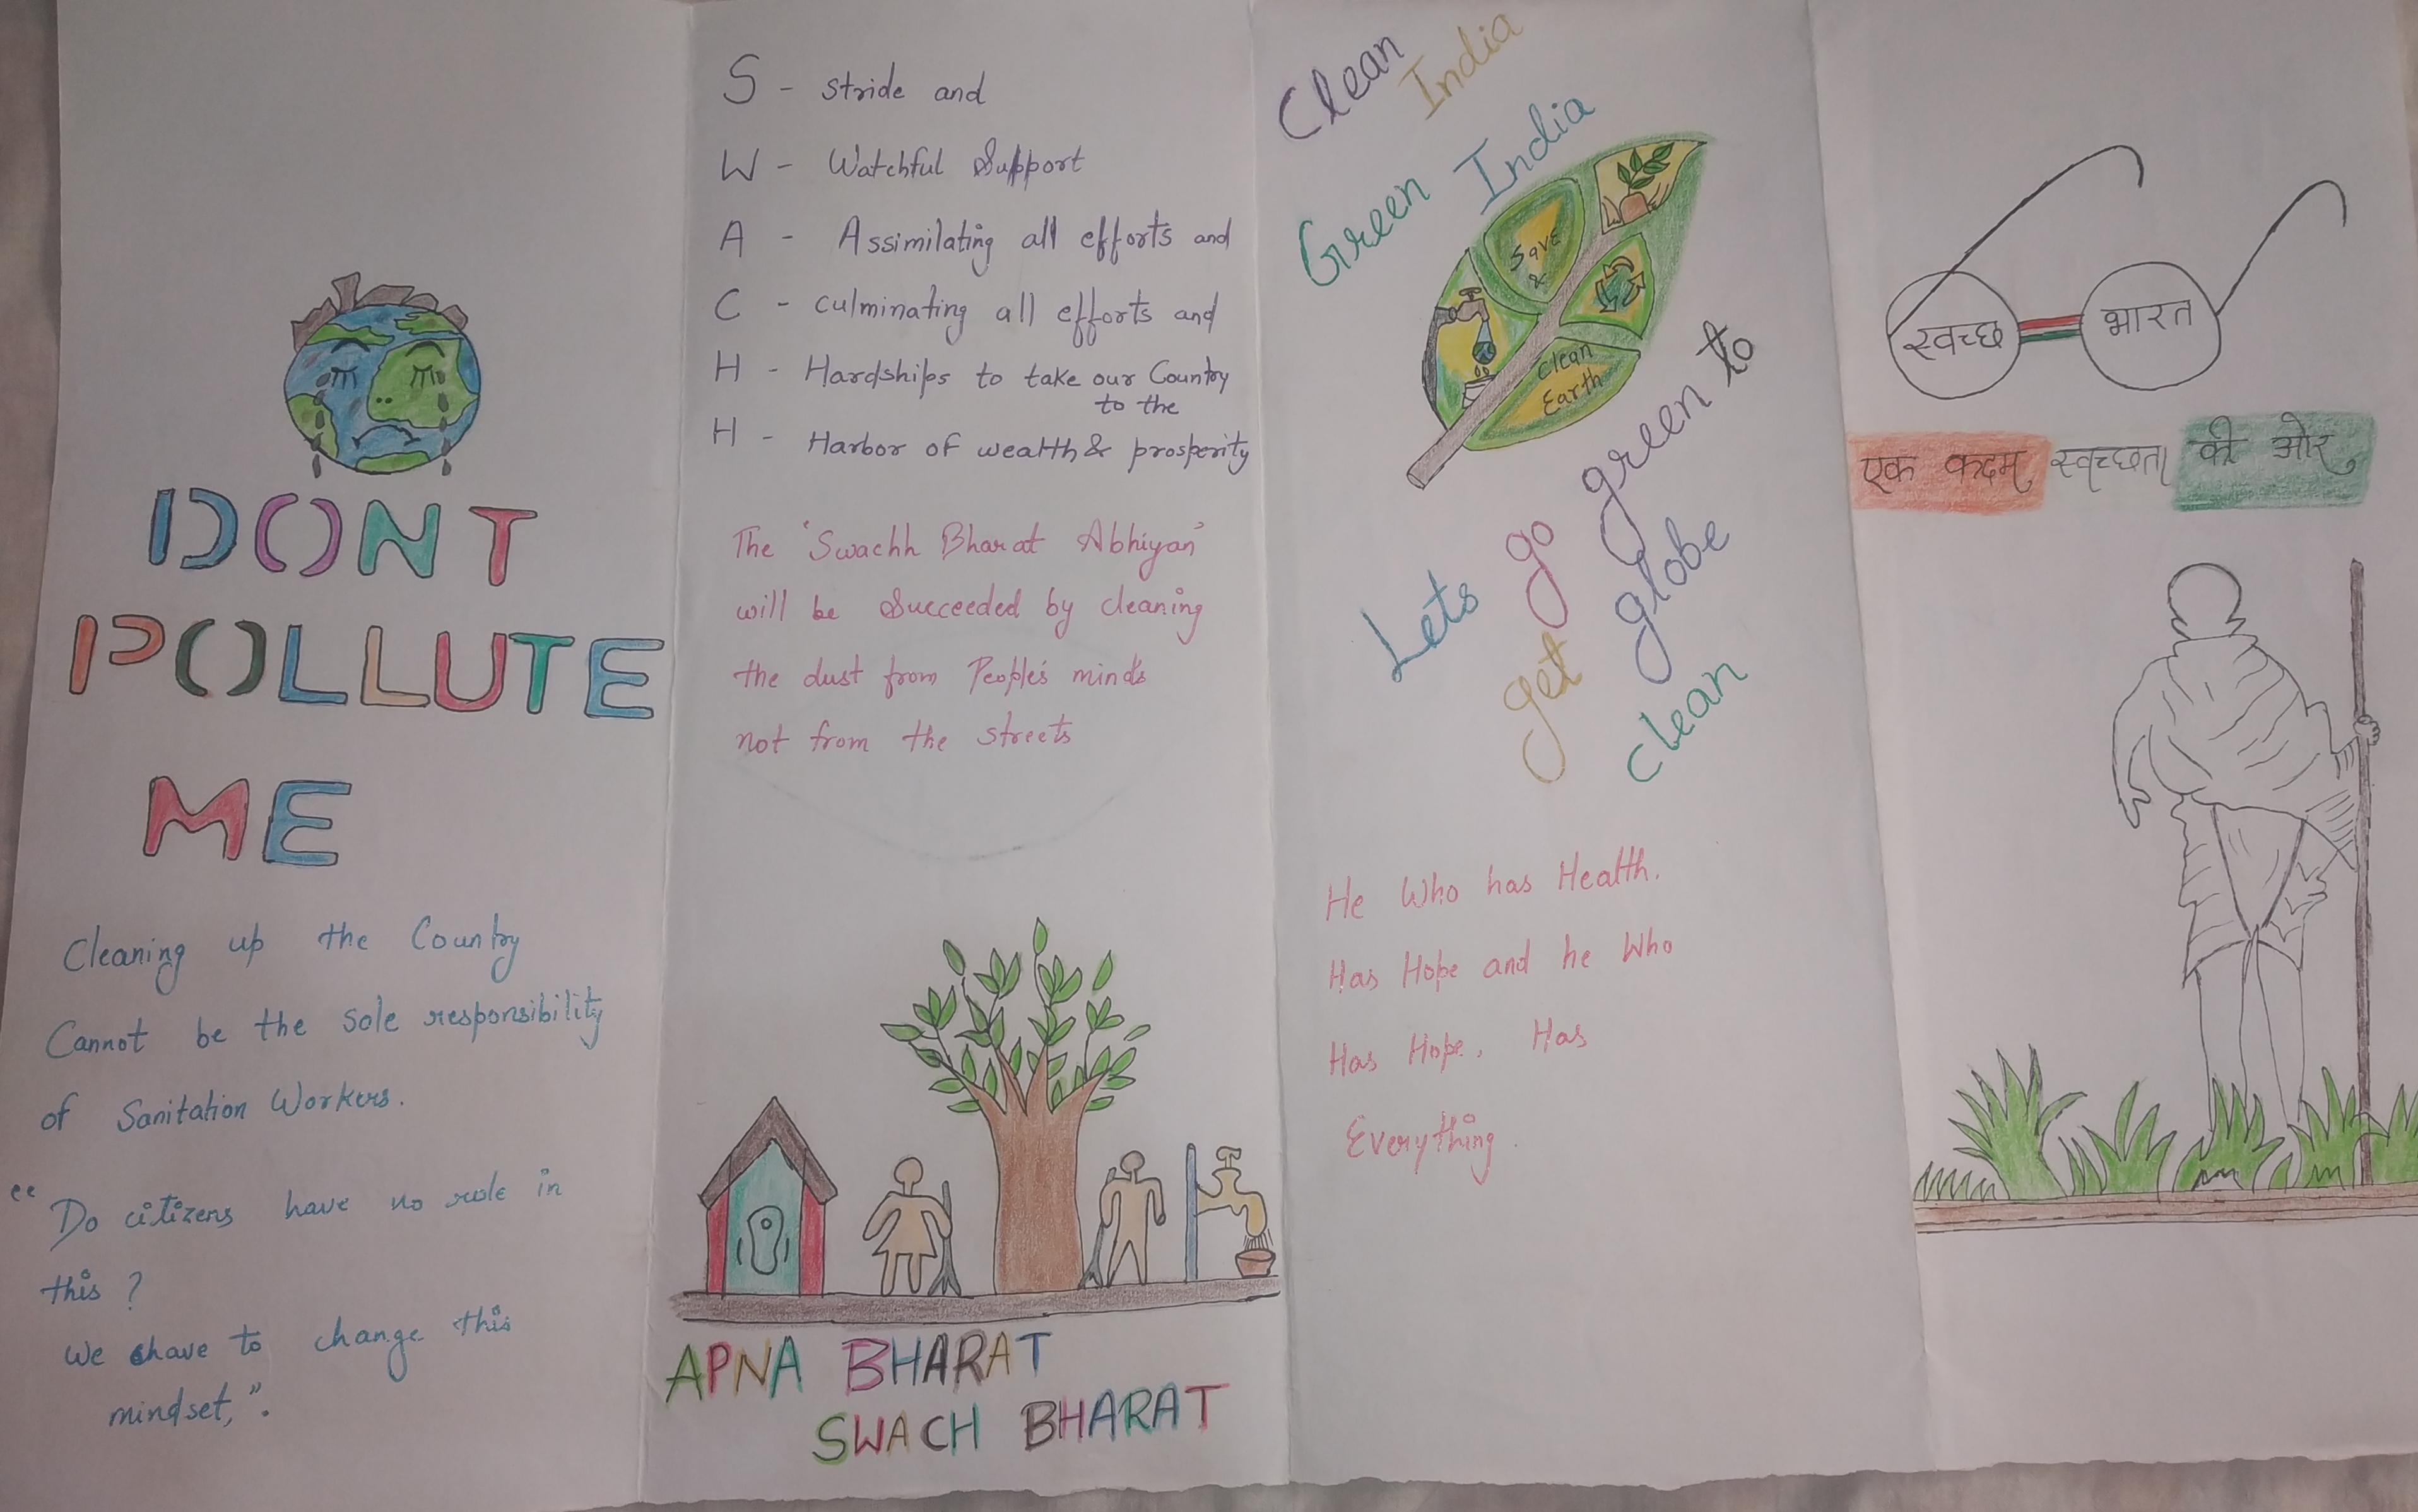 DONT
POLLUTE
ME
Cleaning up the Country
Cannot be the sole responsibility
of Sanitation Workers.
“Do citizens have no role in
this ?
We have to change this
mindset,”.
S - stride and
W - Watchful Support
A - Assimilating all efforts and
C - culminating all efforts and
H - Hardships to take our Country
to the
H - Harbor of wealth & prosperity
The 'Swachh Bharat Abhiyan'
will be Succeeded by cleaning
the dust from People's minds
not from the streets
APNA BHARAT
SWACH BHARAT
Clean India
Green India
Save
&
Clean
Earth
Lets go green to
get globe
clean
He Who has Health.
Has Hope and he Who
Has Hope, Has
Everything.
स्वच्छ भारत
एक कदम स्वच्छता की ओर